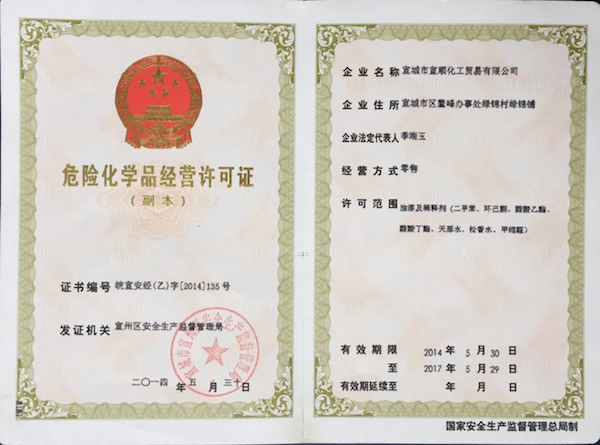 危险化学品经营许可证
(副本)
证书编号 皖宣安经(乙)字[2014]135号
发证机关 宣州区安全生产监督管理局
二〇一四 年 五 月 三十 日
宣城市宣州区安全生产监督管理局
企业名称 宣城市宣顺化工贸易有限公司
企业住所 宣城市区鳌峰办事处绿锦村绿锦铺
企业法定代表人 季端玉
经营方式 零售
许可范围 油漆及稀释剂(二甲苯、环己酮、醋酸乙酯、
醋酸丁酯、天那水、松香水、甲缩醛)
有效期限 2014 年 5 月 30 日
至 2017 年 5 月 29 日
有效期延续至 年 月 日
国家安全生产监督管理总局制